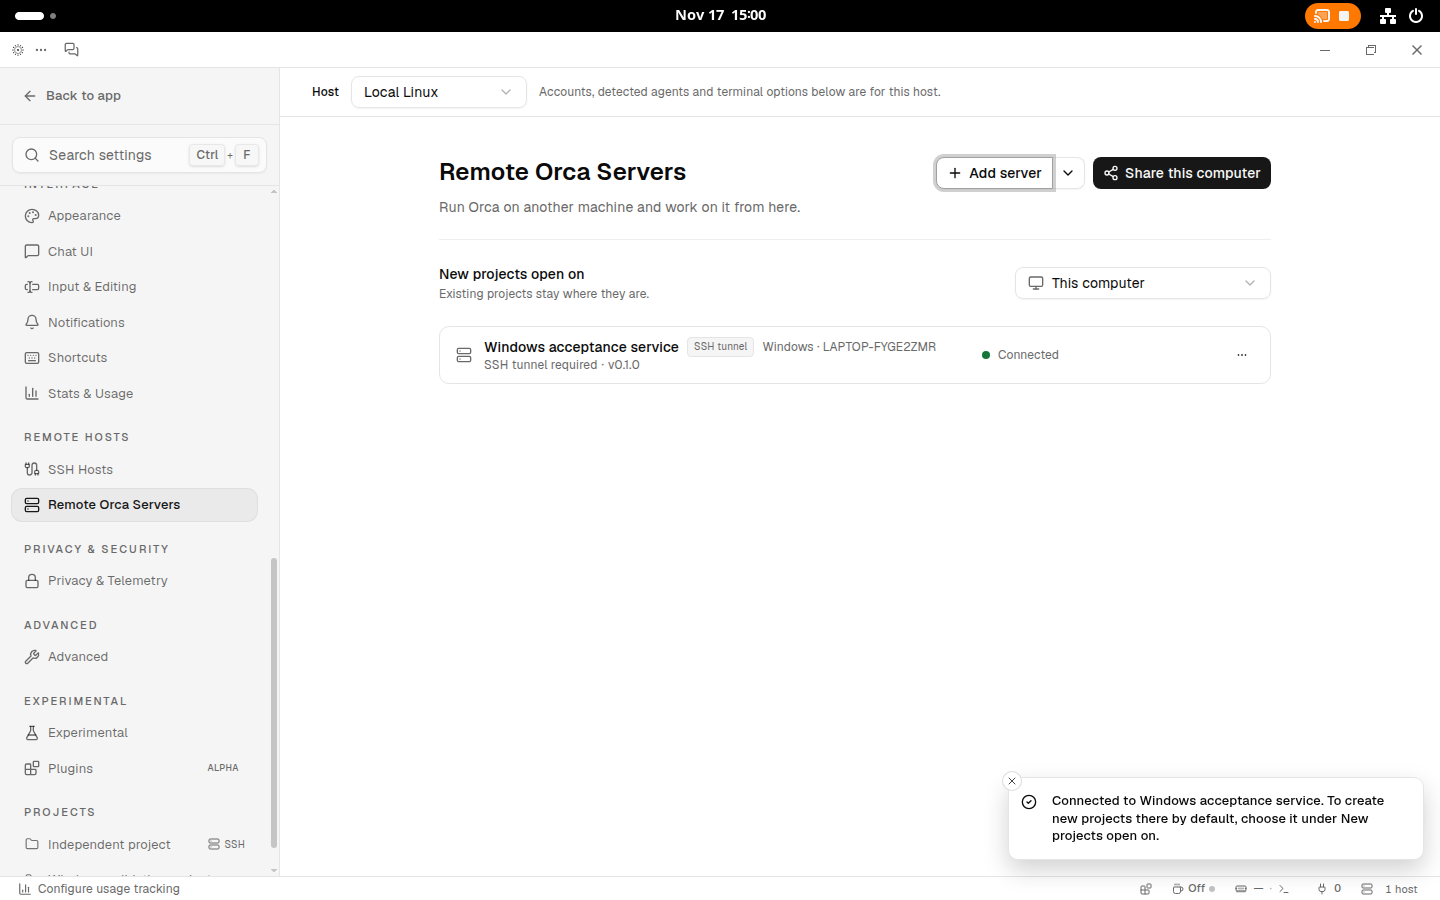 Nov 17 15:00
Back to app
Search settings Ctrl + F
INTERFACE
Appearance
Chat UI
Input & Editing
Notifications
Shortcuts
Stats & Usage
REMOTE HOSTS
SSH Hosts
Remote Orca Servers
PRIVACY & SECURITY
Privacy & Telemetry
ADVANCED
Advanced
EXPERIMENTAL
Experimental
Plugins ALPHA
PROJECTS
Independent project SSH
Host Local Linux Accounts, detected agents and terminal options below are for this host.
Remote Orca Servers Add server Share this computer
Run Orca on another machine and work on it from here.
New projects open on
Existing projects stay where they are.
This computer
Windows acceptance service SSH tunnel Windows · LAPTOP-FYGE2ZMR
SSH tunnel required · v0.1.0
Connected
Connected to Windows acceptance service. To create
new projects there by default, choose it under New
projects open on.
Configure usage tracking Off 0 1 host